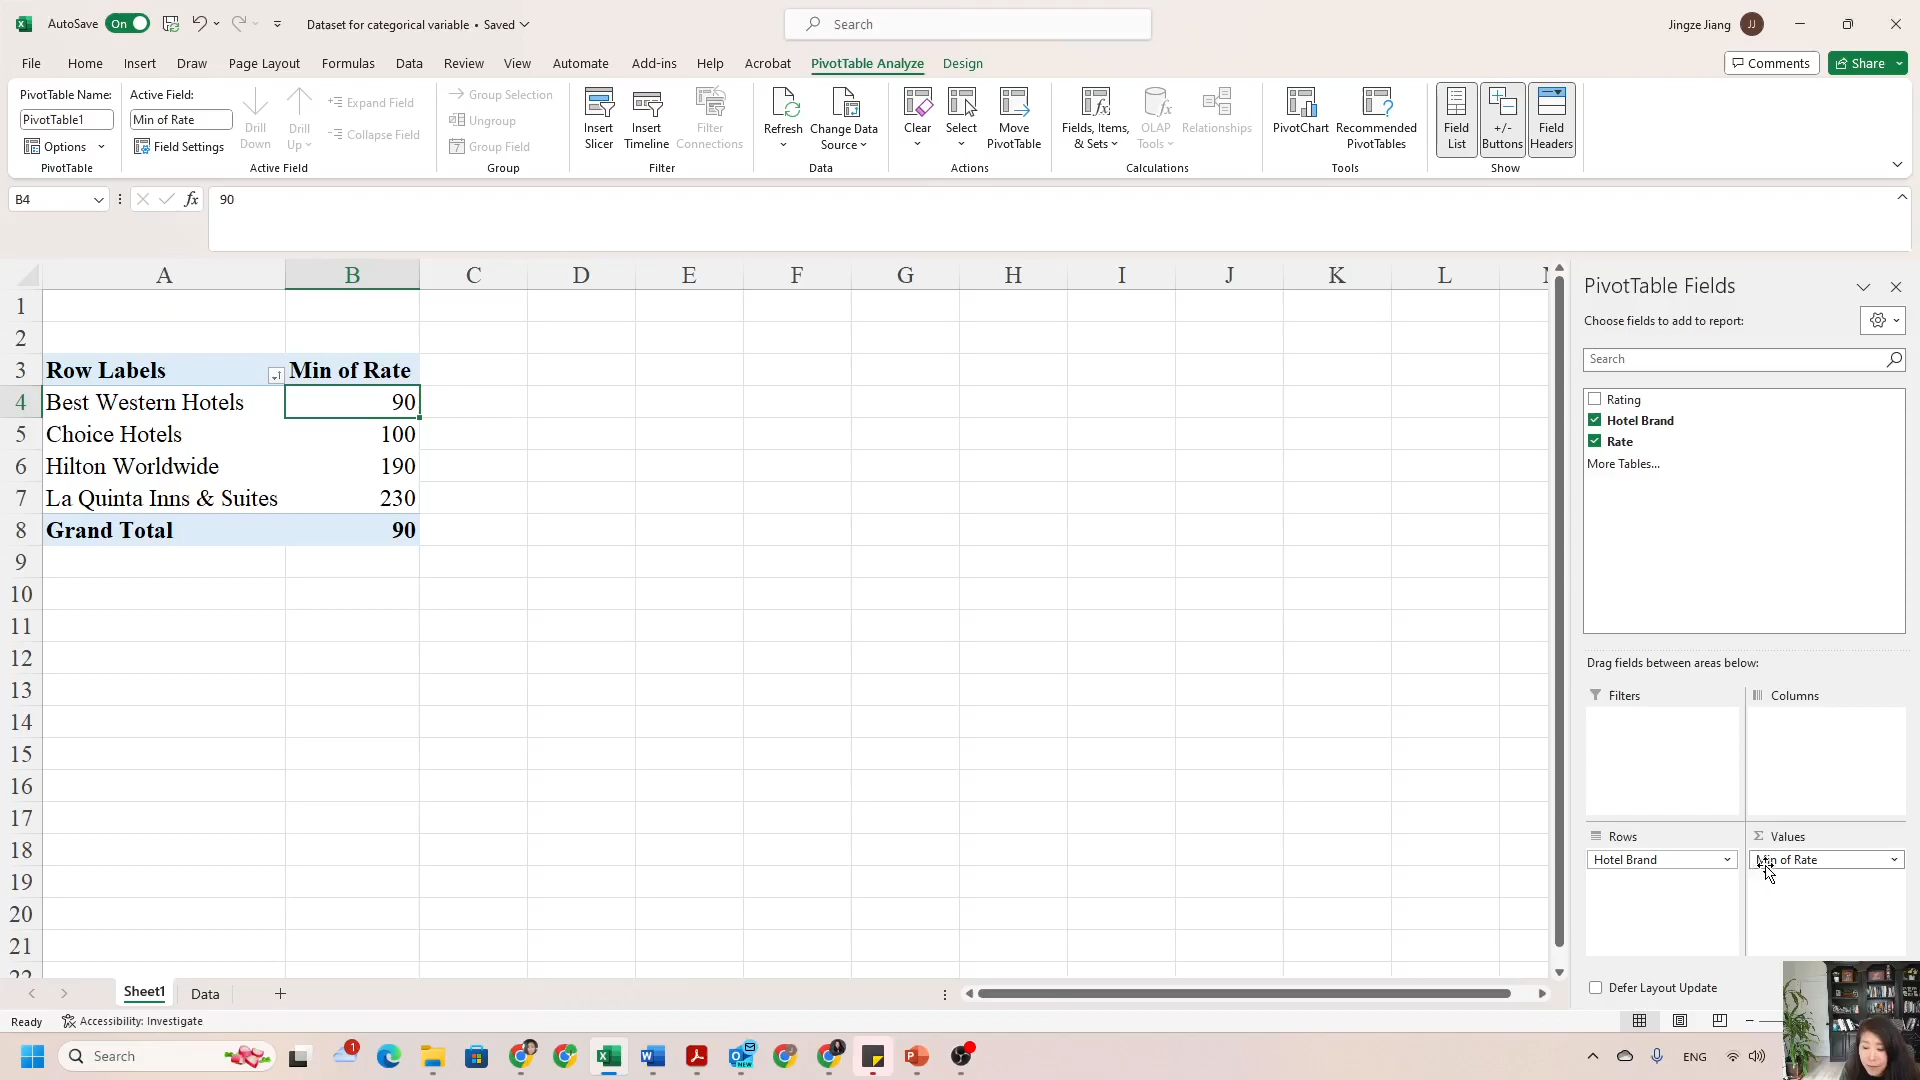 AutoSave On Dataset for categorical variable • Saved Search Jingze Jiang JJ
File Home Insert Draw Page Layout Formulas Data Review View Automate Add-ins Help Acrobat PivotTable Analyze Design Comments Share
PivotTable Name:
PivotTable1
Options
PivotTable
Active Field:
Min of Rate
Field Settings
Drill Down
Drill Up
Expand Field
Collapse Field
Active Field
Group Selection
Ungroup
Group Field
Group
Insert Slicer
Insert Timeline
Filter Connections
Filter
Refresh
Change Data Source
Data
Clear
Select
Move PivotTable
Actions
Fields, Items, & Sets
OLAP Tools
Relationships
Calculations
PivotChart
Recommended PivotTables
Tools
Field List
+/- Buttons
Field Headers
Show
B4 fx 90
A B C D E F G H I J K L
1
2
3 Row Labels Min of Rate
4 Best Western Hotels 90
5 Choice Hotels 100
6 Hilton Worldwide 190
7 La Quinta Inns & Suites 230
8 Grand Total 90
9
10
11
12
13
14
15
16
17
18
19
20
21
22
PivotTable Fields
Choose fields to add to report:
Search
Rating
Hotel Brand
Rate
More Tables...
Drag fields between areas below:
Filters
Columns
Rows
Hotel Brand
Values
Min of Rate
Defer Layout Update
Sheet1 Data
Ready Accessibility: Investigate
Search 1 NEW ENG